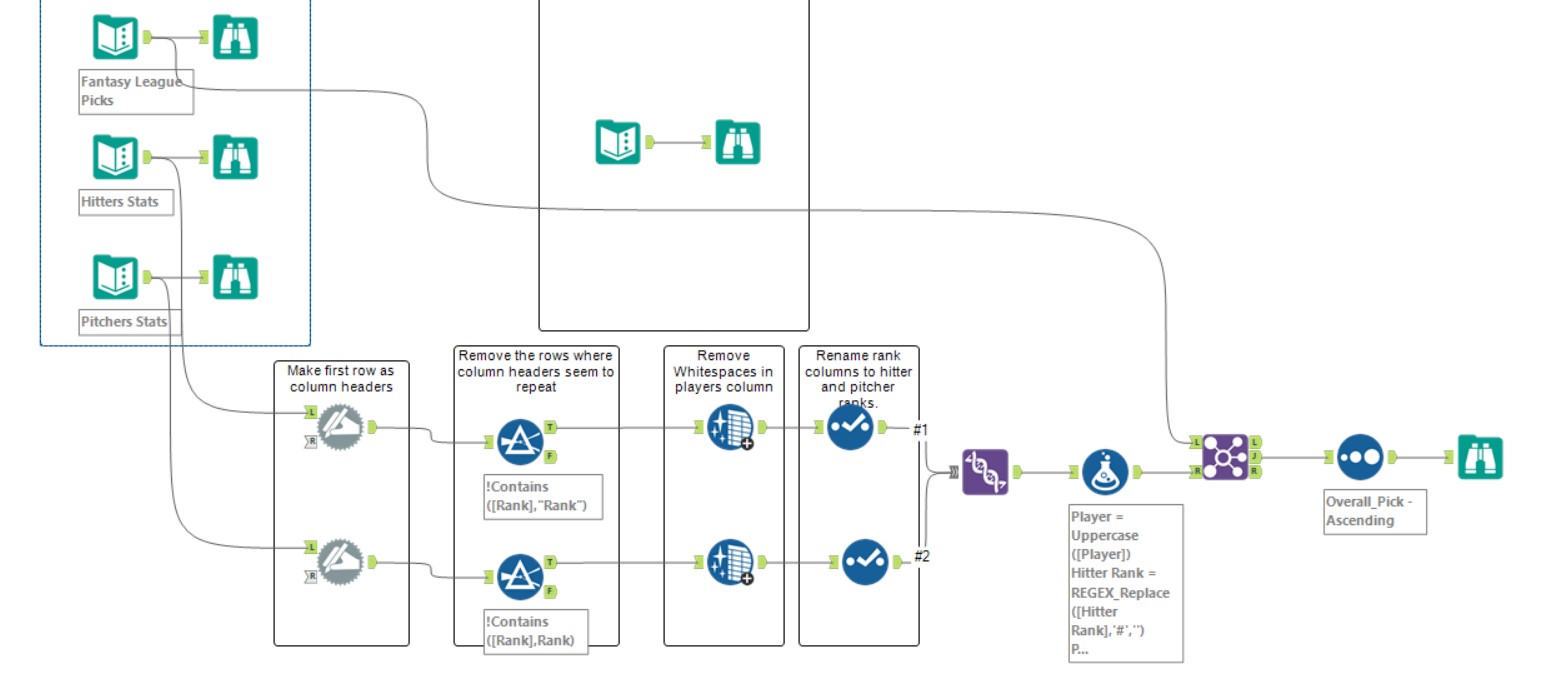 Fantasy League
Picks
Hitters Stats
Pitchers Stats
Make first row as
column headers
L
R
L
R
Remove the rows where
column headers seem to
repeat
T
F
!Contains
([Rank],"Rank")
T
F
!Contains
([Rank],Rank)
Remove
Whitespaces in
players column
Rename rank
columns to hitter
and pitcher
ranks.
#1
#2
Player =
Uppercase
([Player])
Hitter Rank =
REGEX_Replace
([Hitter
Rank],'#','')
P...
L
R
L
J
R
Overall_Pick -
Ascending